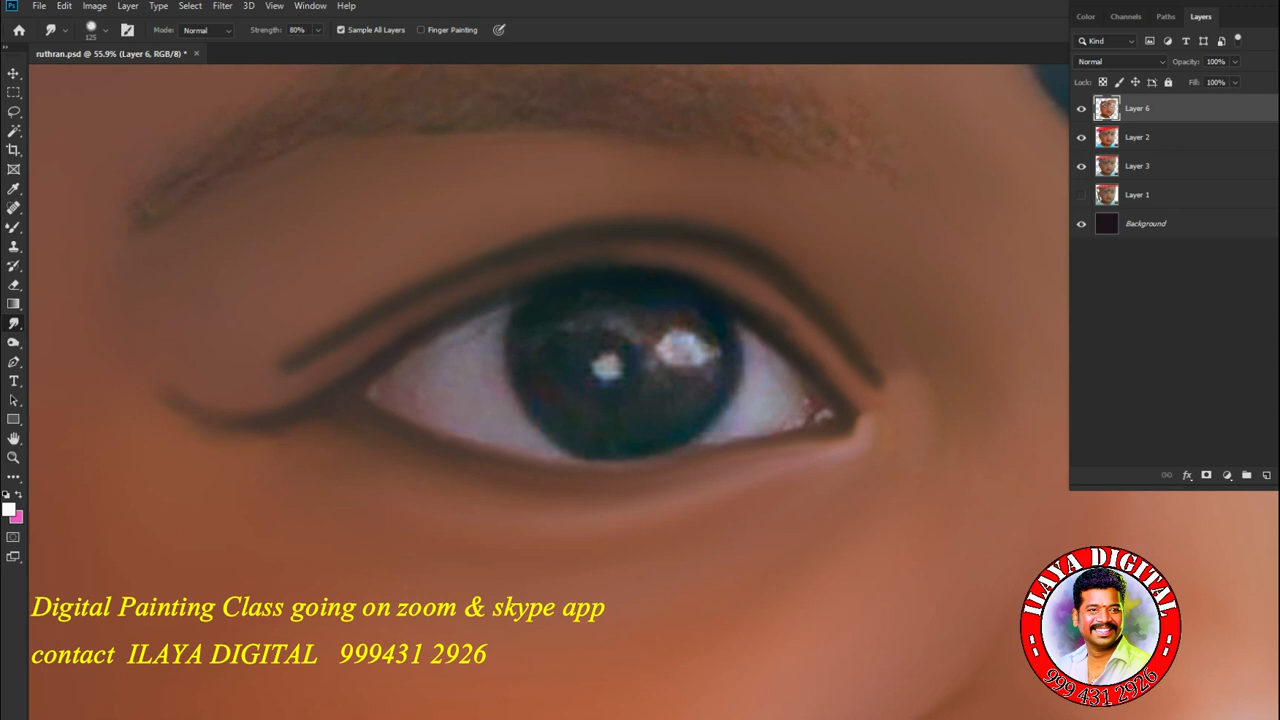 Ps File Edit Image Layer Type Select Filter 3D View Window Help
125 Mode: Normal Strength: 80% Sample All Layers Finger Painting
ruthran.psd @ 55.9% (Layer 6, RGB/8) * ×
Color Channels Paths Layers
Kind
Normal Opacity: 100%
Lock: Fill: 100%
Layer 6
Layer 2
Layer 3
Layer 1
Background
fx
Digital Painting Class going on zoom & skype app
contact ILAYA DIGITAL 999431 2926
ILAYA DIGITAL
999 431 2926